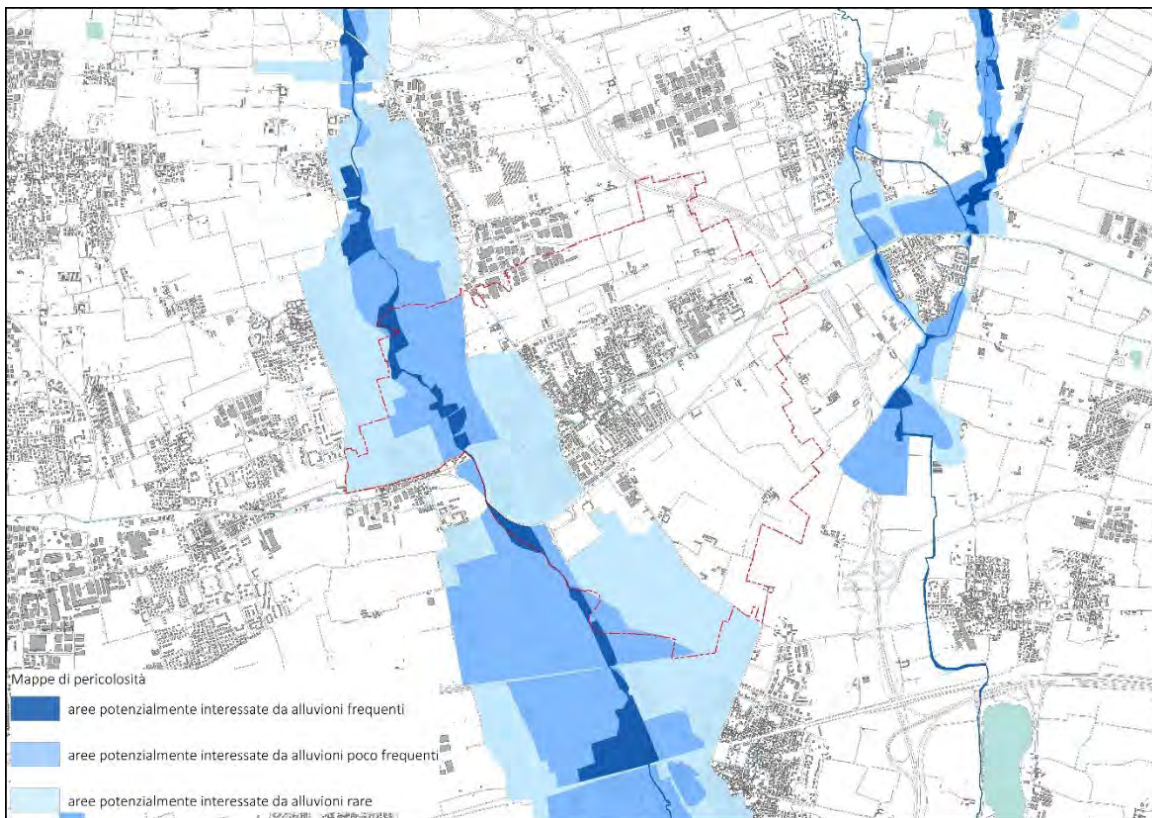 Mappe di pericolosità
aree potenzialmente interessate da alluvioni frequenti
aree potenzialmente interessate da alluvioni poco frequenti
aree potenzialmente interessate da alluvioni rare